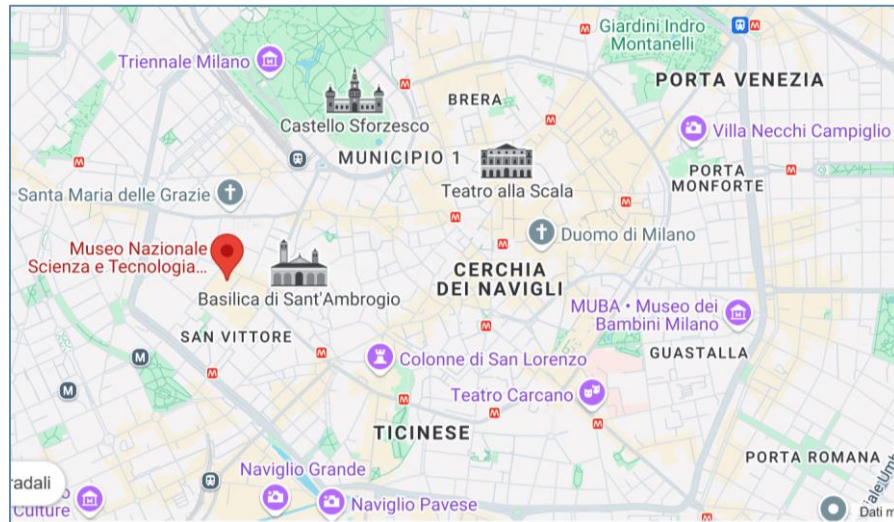 Giardini Indro
Montanelli
Triennale Milano
PORTA VENEZIA
BRERA
Castello Sforzesco
Villa Necchi Campiglio
MUNICIPIO 1
PORTA
MONFORTE
Teatro alla Scala
Santa Maria delle Grazie
Duomo di Milano
Museo Nazionale
Scienza e Tecnologia...
CERCHIA
DEI NAVIGLI
Basilica di Sant'Ambrogio
MUBA • Museo dei
Bambini Milano
SAN VITTORE
GUASTALLA
Colonne di San Lorenzo
Teatro Carcano
TICINESE
PORTA ROMANA
Naviglio Grande
radali
Culture
Naviglio Pavese
Dati m